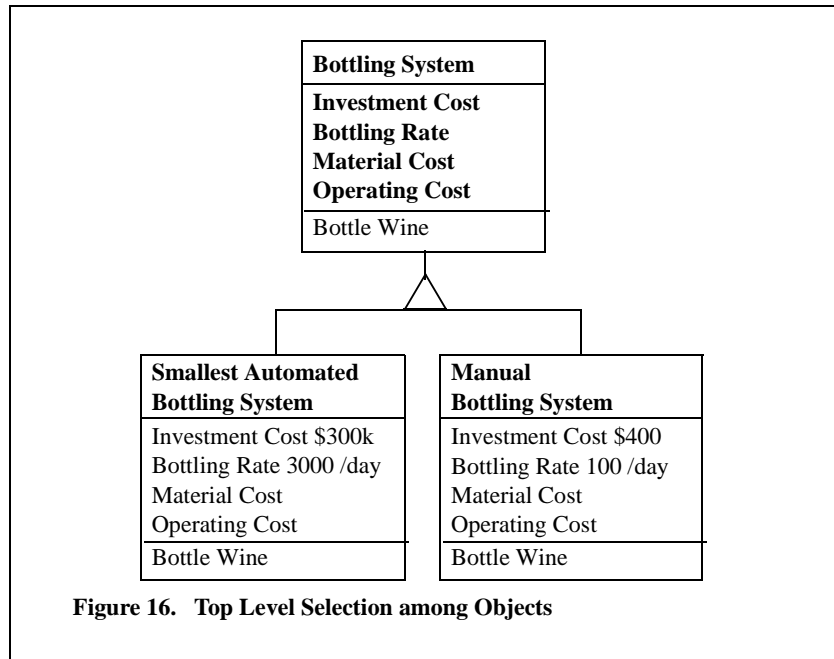 Bottling System
Investment Cost
Bottling Rate
Material Cost
Operating Cost
Bottle Wine
Smallest Automated
Bottling System
Investment Cost $300k
Bottling Rate 3000 /day
Material Cost
Operating Cost
Bottle Wine
Manual
Bottling System
Investment Cost $400
Bottling Rate 100 /day
Material Cost
Operating Cost
Bottle Wine
Figure 16. Top Level Selection among Objects